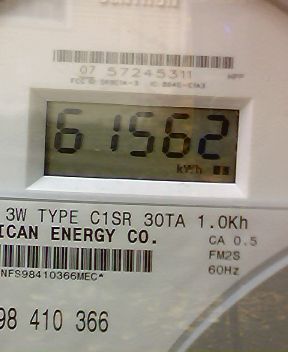 07 57245311
61562
kWh
3W TYPE C1SR 30TA 1.0Kh
ICAN ENERGY CO.
CA 0.5
FM2S
60Hz
NFS98410366MEC*
98 410 366